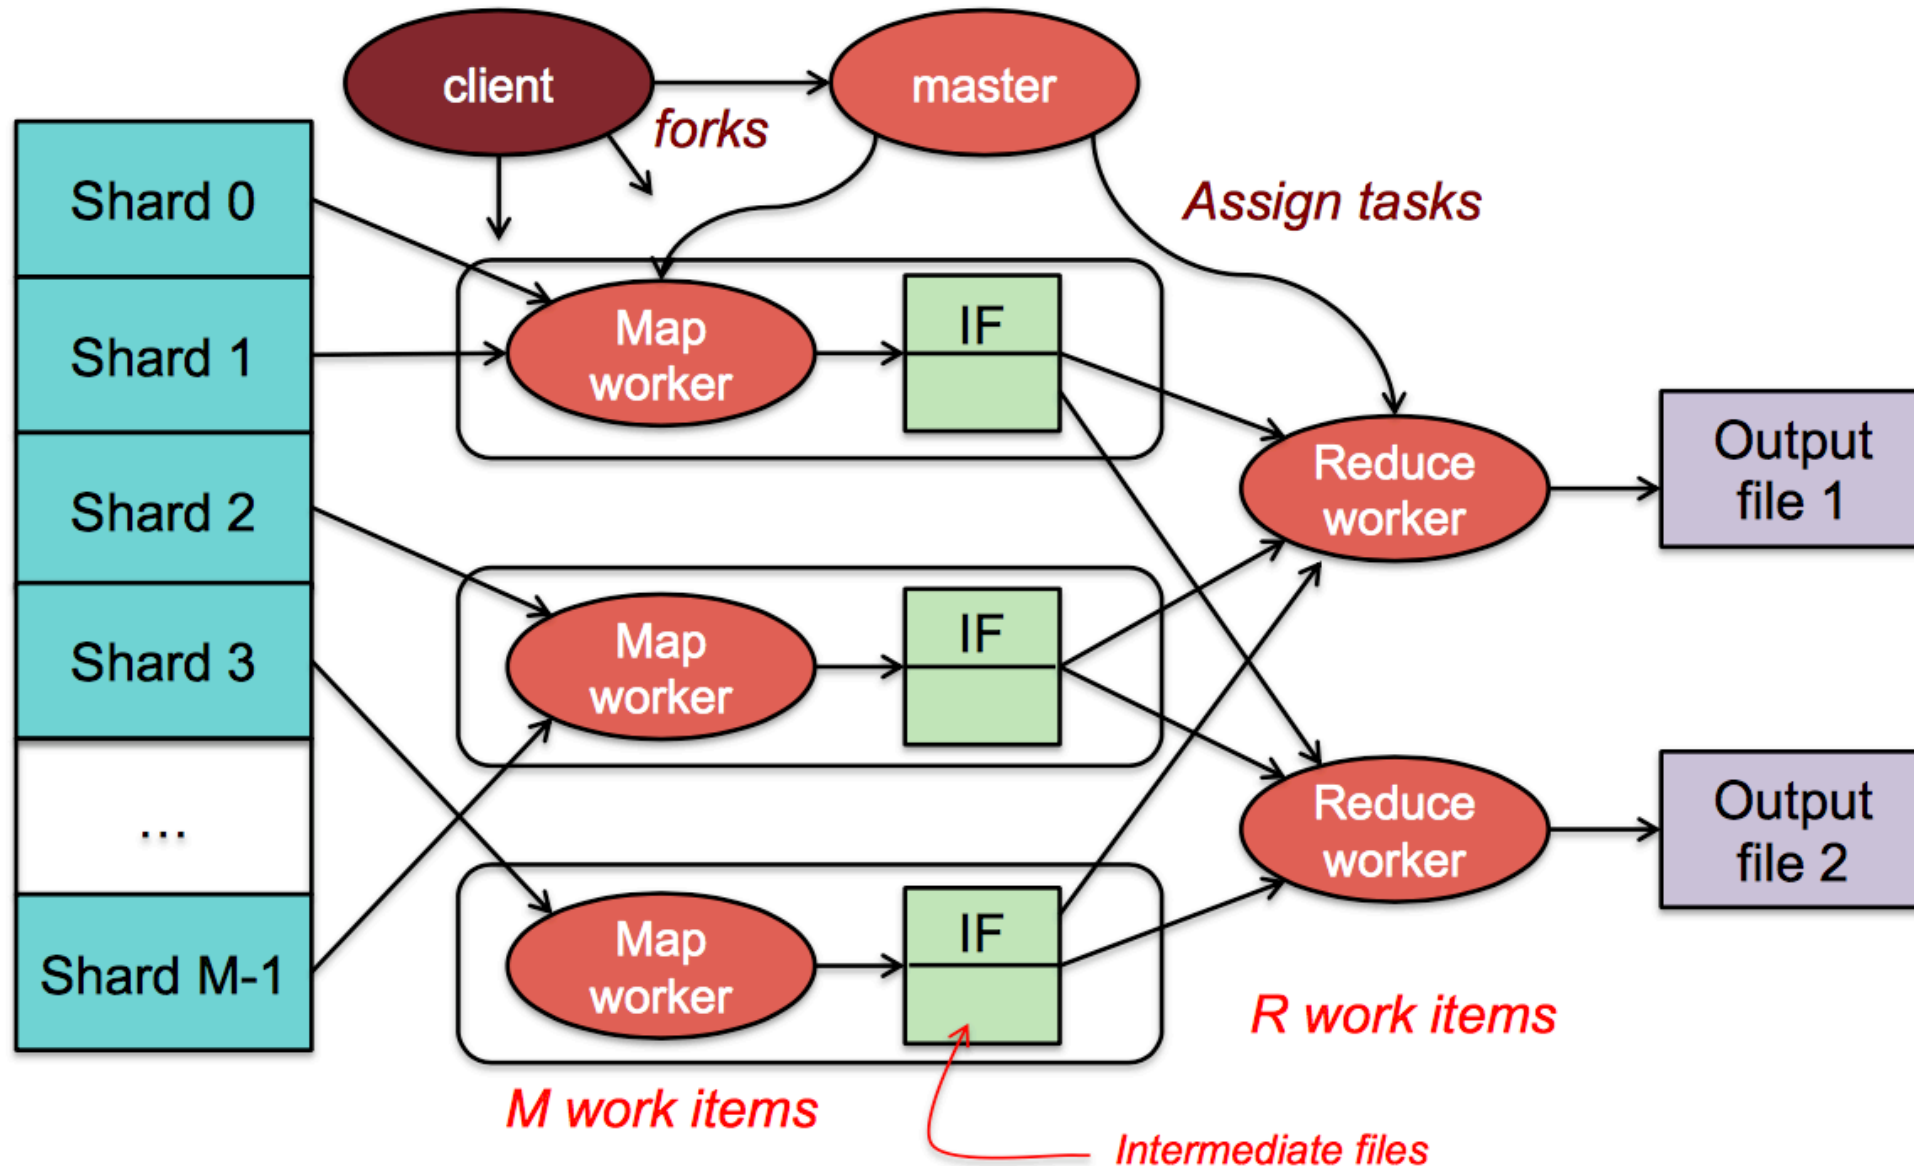 client
master
forks
Assign tasks
Shard 0
Shard 1
Shard 2
Shard 3
...
Shard M-1
Map
worker
IF
Map
worker
IF
Map
worker
IF
Reduce
worker
Reduce
worker
Output
file 1
Output
file 2
R work items
M work items
Intermediate files